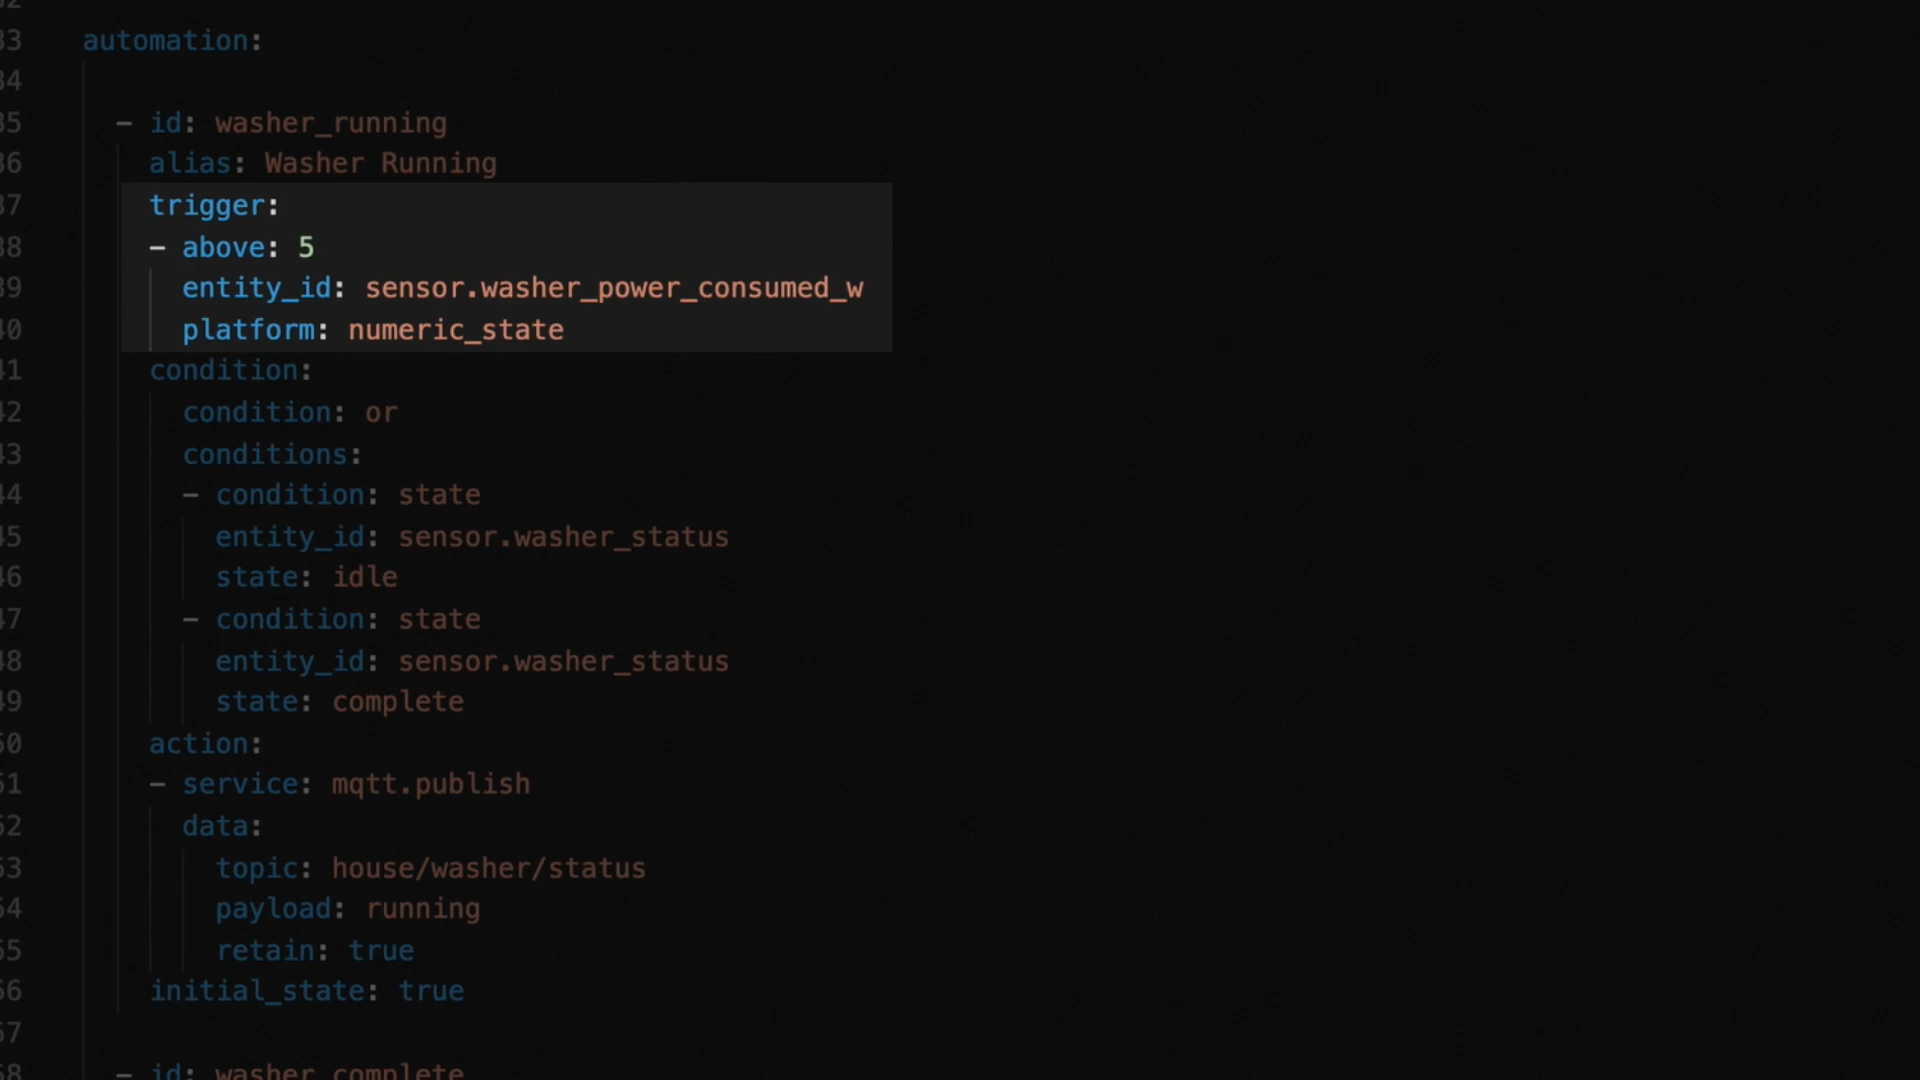 33 automation:
34
35 - id: washer_running
36 alias: Washer Running
37 trigger:
38 - above: 5
39 entity_id: sensor.washer_power_consumed_w
40 platform: numeric_state
41 condition:
42 condition: or
43 conditions:
44 - condition: state
45 entity_id: sensor.washer_status
46 state: idle
47 - condition: state
48 entity_id: sensor.washer_status
49 state: complete
50 action:
51 - service: mqtt.publish
52 data:
53 topic: house/washer/status
54 payload: running
55 retain: true
56 initial_state: true
57
58 - id: washer_complete